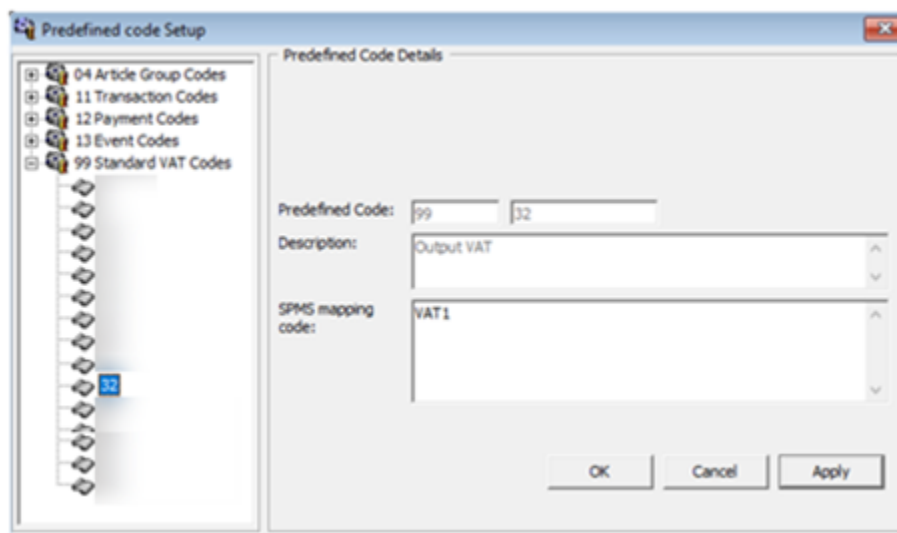 Predefined code Setup
04 Article Group Codes
11 Transaction Codes
12 Payment Codes
13 Event Codes
99 Standard VAT Codes
32
Predefined Code Details
Predefined Code:
99
32
Description:
Output VAT
SPMS mapping
code:
VAT1
OK
Cancel
Apply